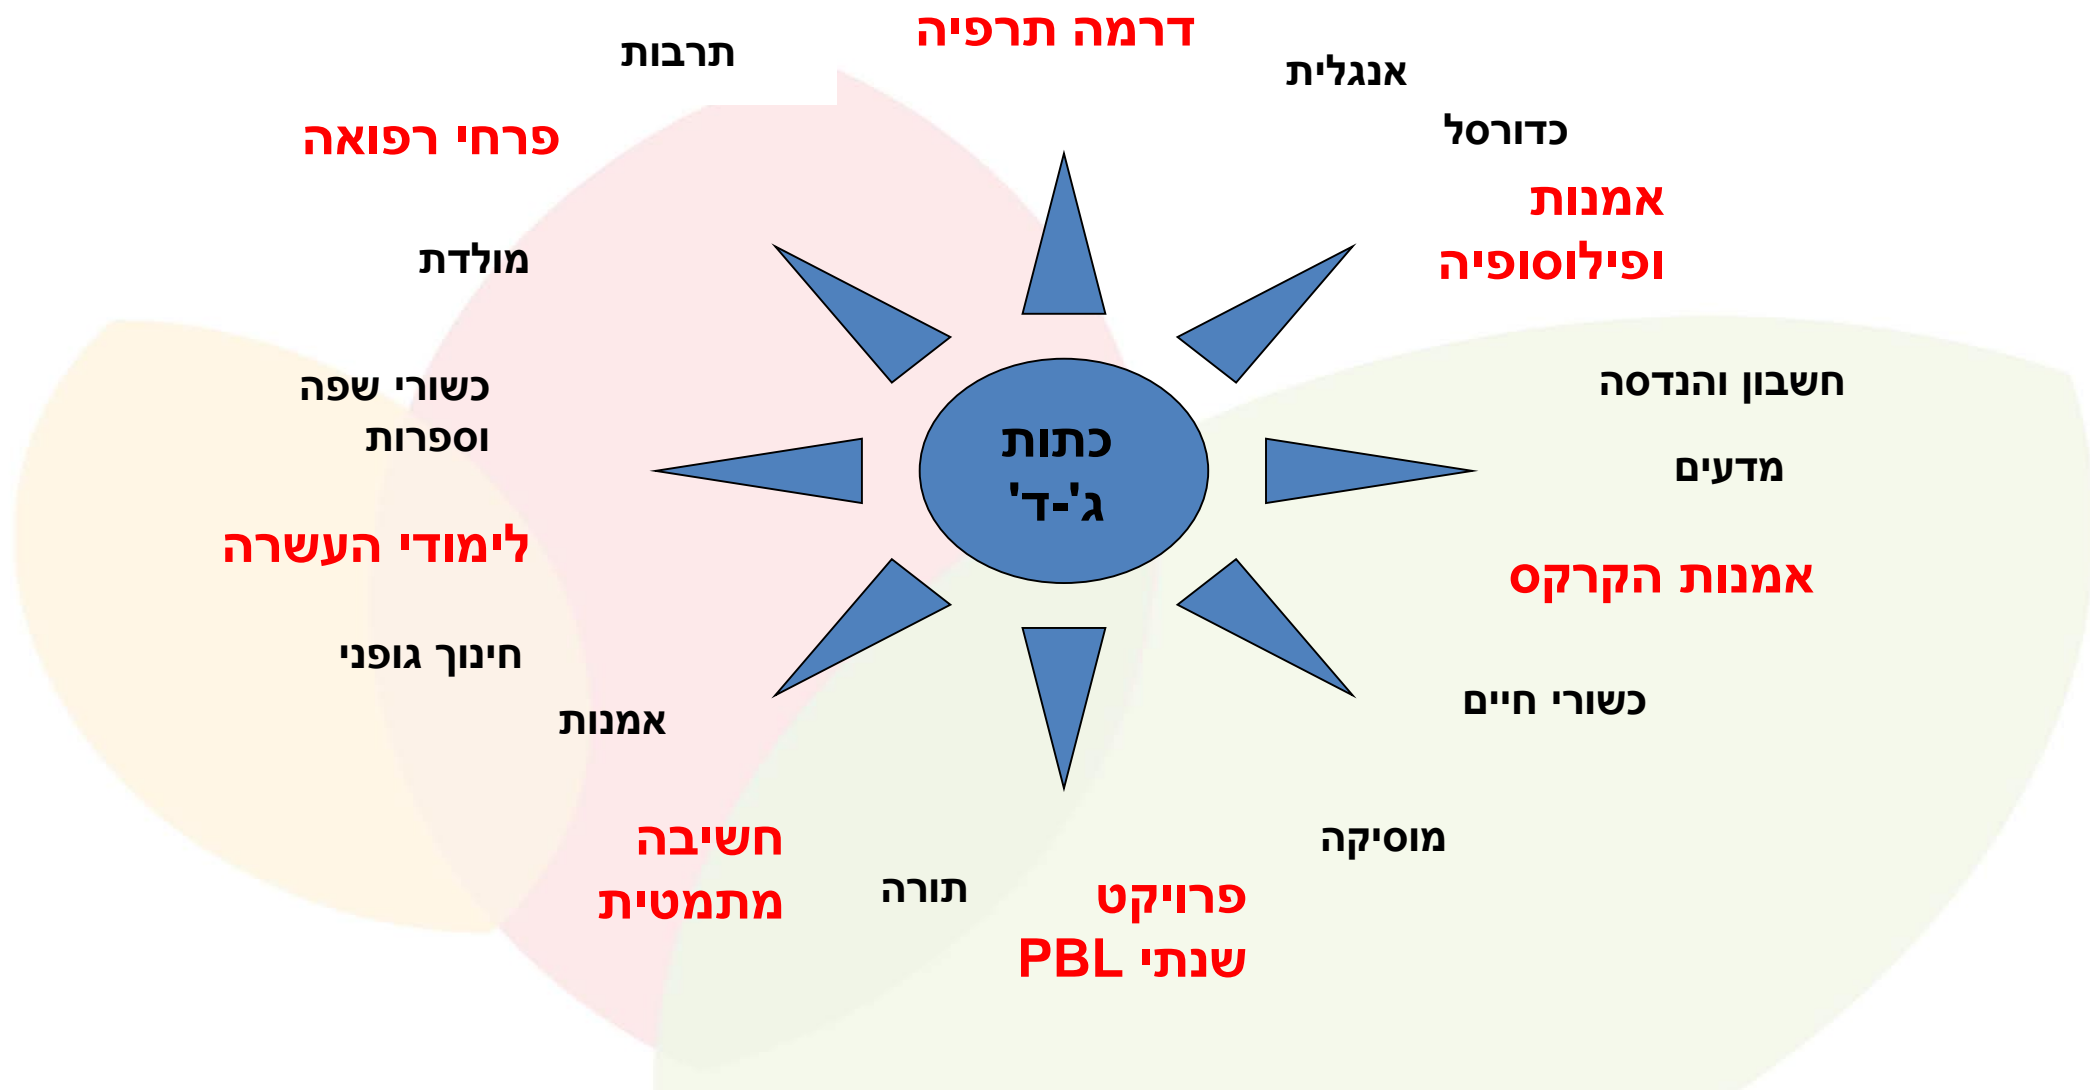 דרמה תרפיה
תרבות
אנגלית
כדורסל
פרחי רפואה
אמנות
ופילוסופיה
מולדת
חשבון והנדסה
כשורי שפה
וספרות
כתות
ג'-ד'
מדעים
לימודי העשרה
אמנות הקרקס
חינוך גופני
כשורי חיים
אמנות
מוסיקה
חשיבה
מתמטית
תורה
פרויקט
שנתי PBL